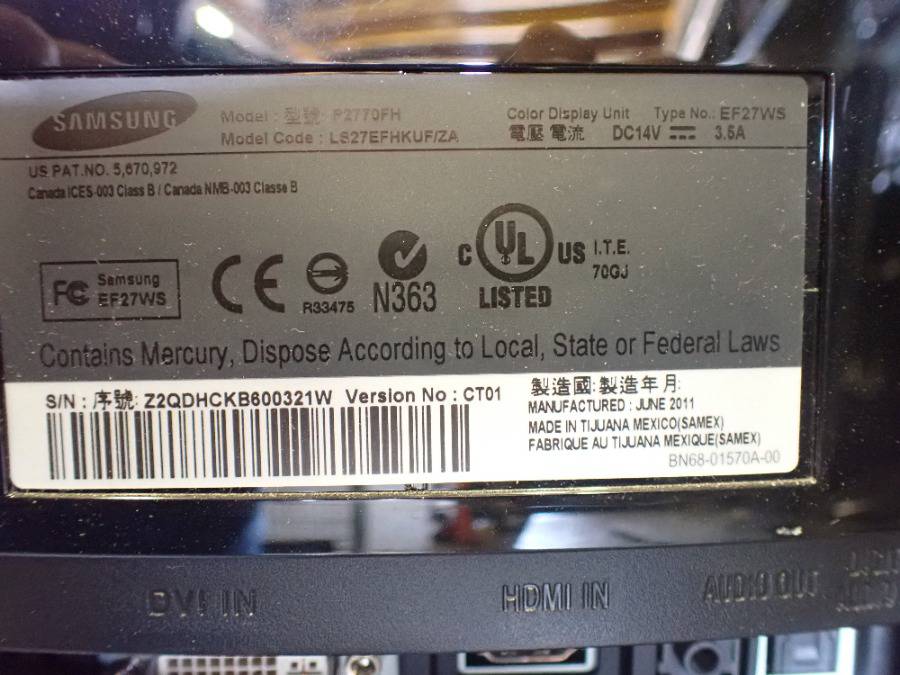 SAMSUNG
Model : 型號: P2770FH
Model Code : LS27EFHKUF/ZA
Color Display Unit Type No.: EF27WS
電壓 電流 DC14V ⎓ 3.5A
US PAT.NO. 5,670,972
Canada ICES-003 Class B / Canada NMB-003 Classe B
FC Samsung
EF27WS
CE
R33475
N363
C UL US
LISTED
I.T.E.
70GJ
Contains Mercury, Dispose According to Local, State or Federal Laws
S/N : 序號: Z2QDHCKB600321W Version No : CT01
製造國: 製造年月:
MANUFACTURED : JUNE 2011
MADE IN TIJUANA MEXICO(SAMEX)
FABRIQUE AU TIJUANA MEXIQUE(SAMEX)
BN68-01570A-00
DVI IN
HDMI IN
AUDIO OUT